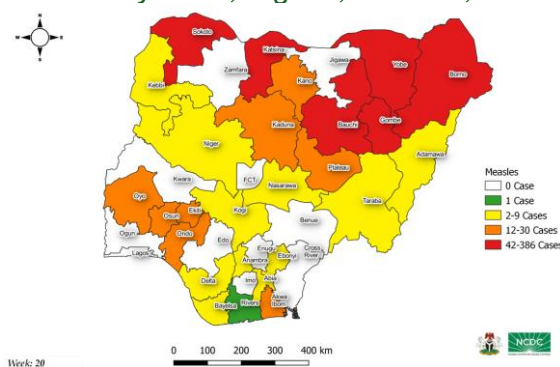 Sokoto
Katsina
Jigawa
Yobe
Borno
Zamfara
Kano
Kebbi
Kaduna
Bauchi
Gombe
Niger
Plateau
Adamawa
FCT
Kwara
Nasarawa
Taraba
Oyo
Osun
Ekiti
Kogi
Benue
Ogun
Ondo
Edo
Enugu
Ebonyi
Cross
River
Lagos
Anambra
Imo
Abia
Delta
Bayelsa
Rivers
Akwa
Ibom
Measles
0 Case
1 Case
2-9 Cases
12-30 Cases
42-386 Cases
NCDC
Week: 20
0 100 200 300 400 km